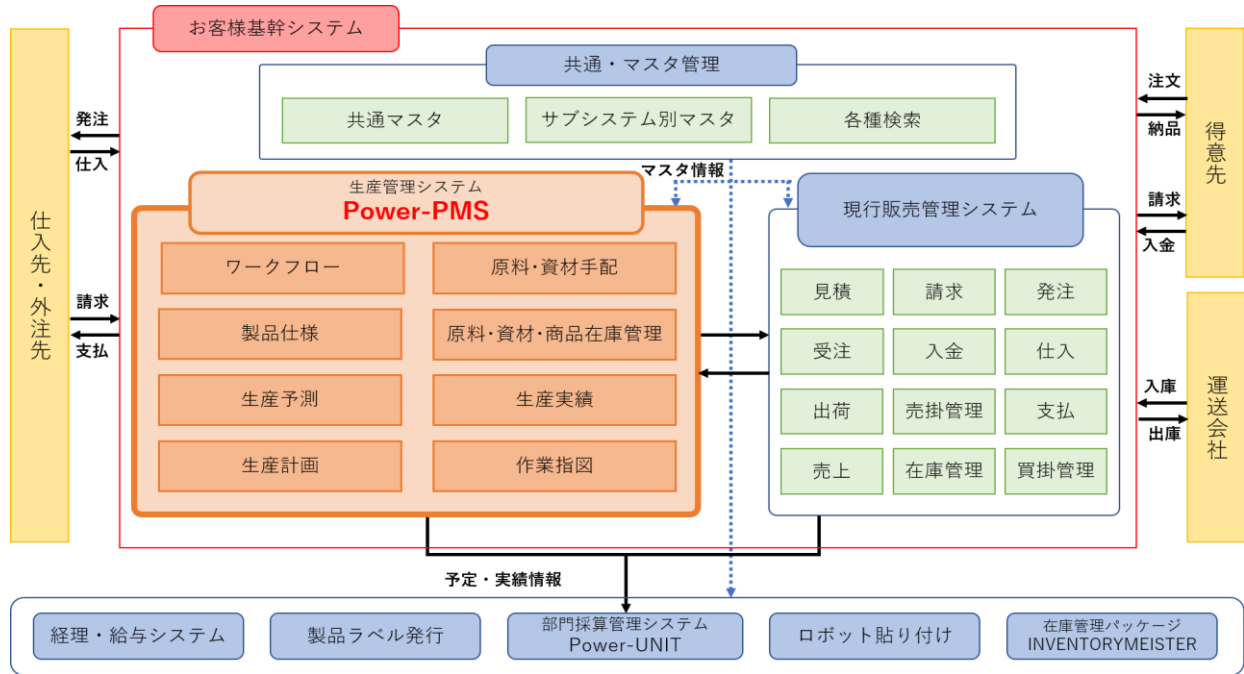 お客様基幹システム
共通・マスタ管理
共通マスタ
サブシステム別マスタ
各種検索
マスタ情報
仕入先・外注先
発注
仕入
請求
支払
生産管理システム
Power-PMS
ワークフロー
原料・資材手配
製品仕様
原料・資材・商品在庫管理
生産予測
生産実績
生産計画
作業指図
現行販売管理システム
見積
請求
発注
受注
入金
仕入
出荷
売掛管理
支払
売上
在庫管理
買掛管理
注文
納品
請求
入金
得意先
入庫
出庫
運送会社
予定・実績情報
経理・給与システム
製品ラベル発行
部門採算管理システム
Power-UNIT
ロボット貼り付け
在庫管理パッケージ
INVENTORYMEISTER